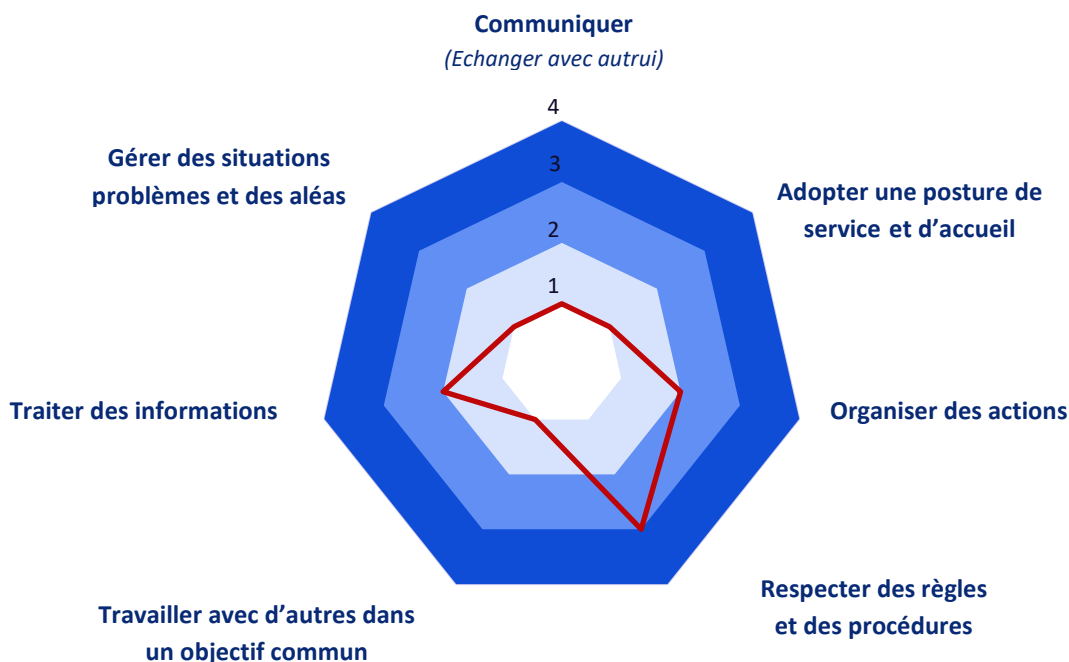 Communiquer
(Echanger avec autrui)
4
3
2
1
Gérer des situations
problèmes et des aléas
Adopter une posture de
service et d’accueil
Traiter des informations
Organiser des actions
Travailler avec d’autres dans
un objectif commun
Respecter des règles
et des procédures